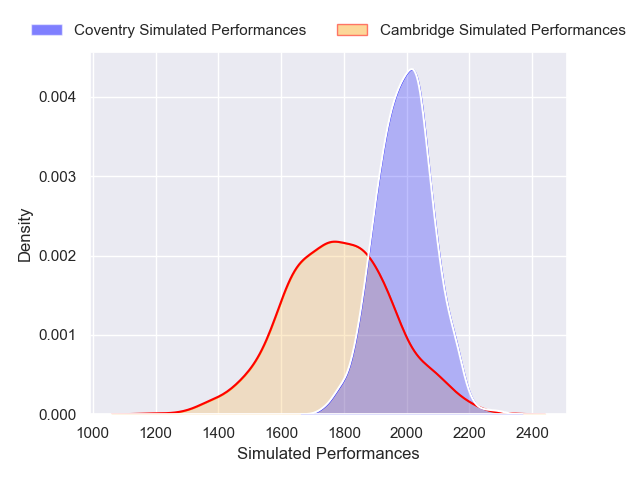 Coventry Simulated Performances
Cambridge Simulated Performances
Density
0.004
0.003
0.002
0.001
0.000
1000 1200 1400 1600 1800 2000 2200 2400
Simulated Performances